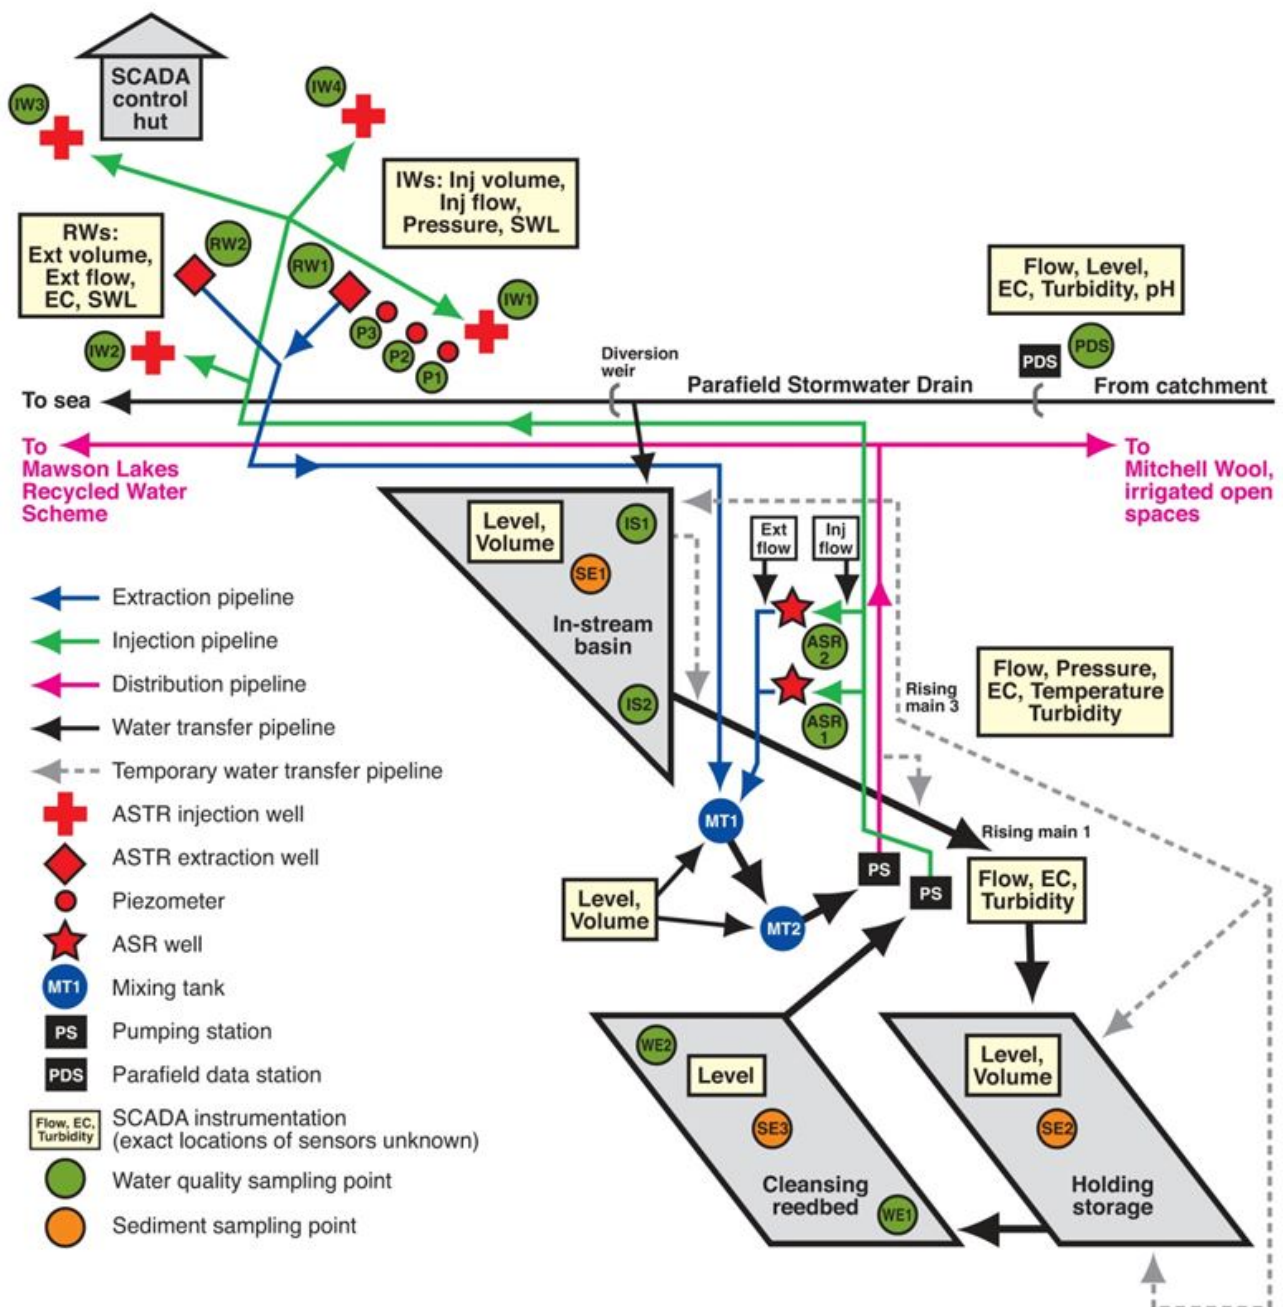 SCADA
control
hut
IW3
IW4
IWs: Inj volume,
Inj flow,
Pressure, SWL
RWs:
Ext volume,
Ext flow,
EC, SWL
RW2
RW1
IW1
P3
P2
P1
IW2
Flow, Level,
EC, Turbidity, pH
PDS
PDS
Diversion
weir
Parafield Stormwater Drain
From catchment
To sea
To
Mawson Lakes
Recycled Water
Scheme
To
Mitchell Wool,
irrigated open
spaces
Level,
Volume
IS1
SE1
In-stream
basin
IS2
Ext
flow
Inj
flow
ASR
2
ASR
1
Rising
main 3
Flow, Pressure,
EC, Temperature
Turbidity
Extraction pipeline
Injection pipeline
Distribution pipeline
Water transfer pipeline
Temporary water transfer pipeline
ASTR injection well
ASTR extraction well
Piezometer
ASR well
MT1
Mixing tank
PS
Pumping station
PDS
Parafield data station
Flow, EC,
Turbidity
SCADA instrumentation
(exact locations of sensors unknown)
Water quality sampling point
Sediment sampling point
MT1
Level,
Volume
MT2
PS
PS
Rising main 1
Flow, EC,
Turbidity
WE2
Level
SE3
Cleansing
reedbed
WE1
Level,
Volume
SE2
Holding
storage